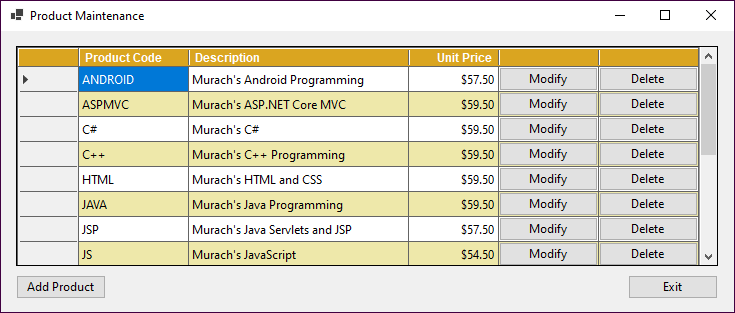 Product Maintenance
Product Code Description Unit Price
ANDROID Murach's Android Programming $57.50 Modify Delete
ASPMVC Murach's ASP.NET Core MVC $59.50 Modify Delete
C# Murach's C# $59.50 Modify Delete
C++ Murach's C++ Programming $59.50 Modify Delete
HTML Murach's HTML and CSS $59.50 Modify Delete
JAVA Murach's Java Programming $59.50 Modify Delete
JSP Murach's Java Servlets and JSP $57.50 Modify Delete
JS Murach's JavaScript $54.50 Modify Delete
Add Product Exit